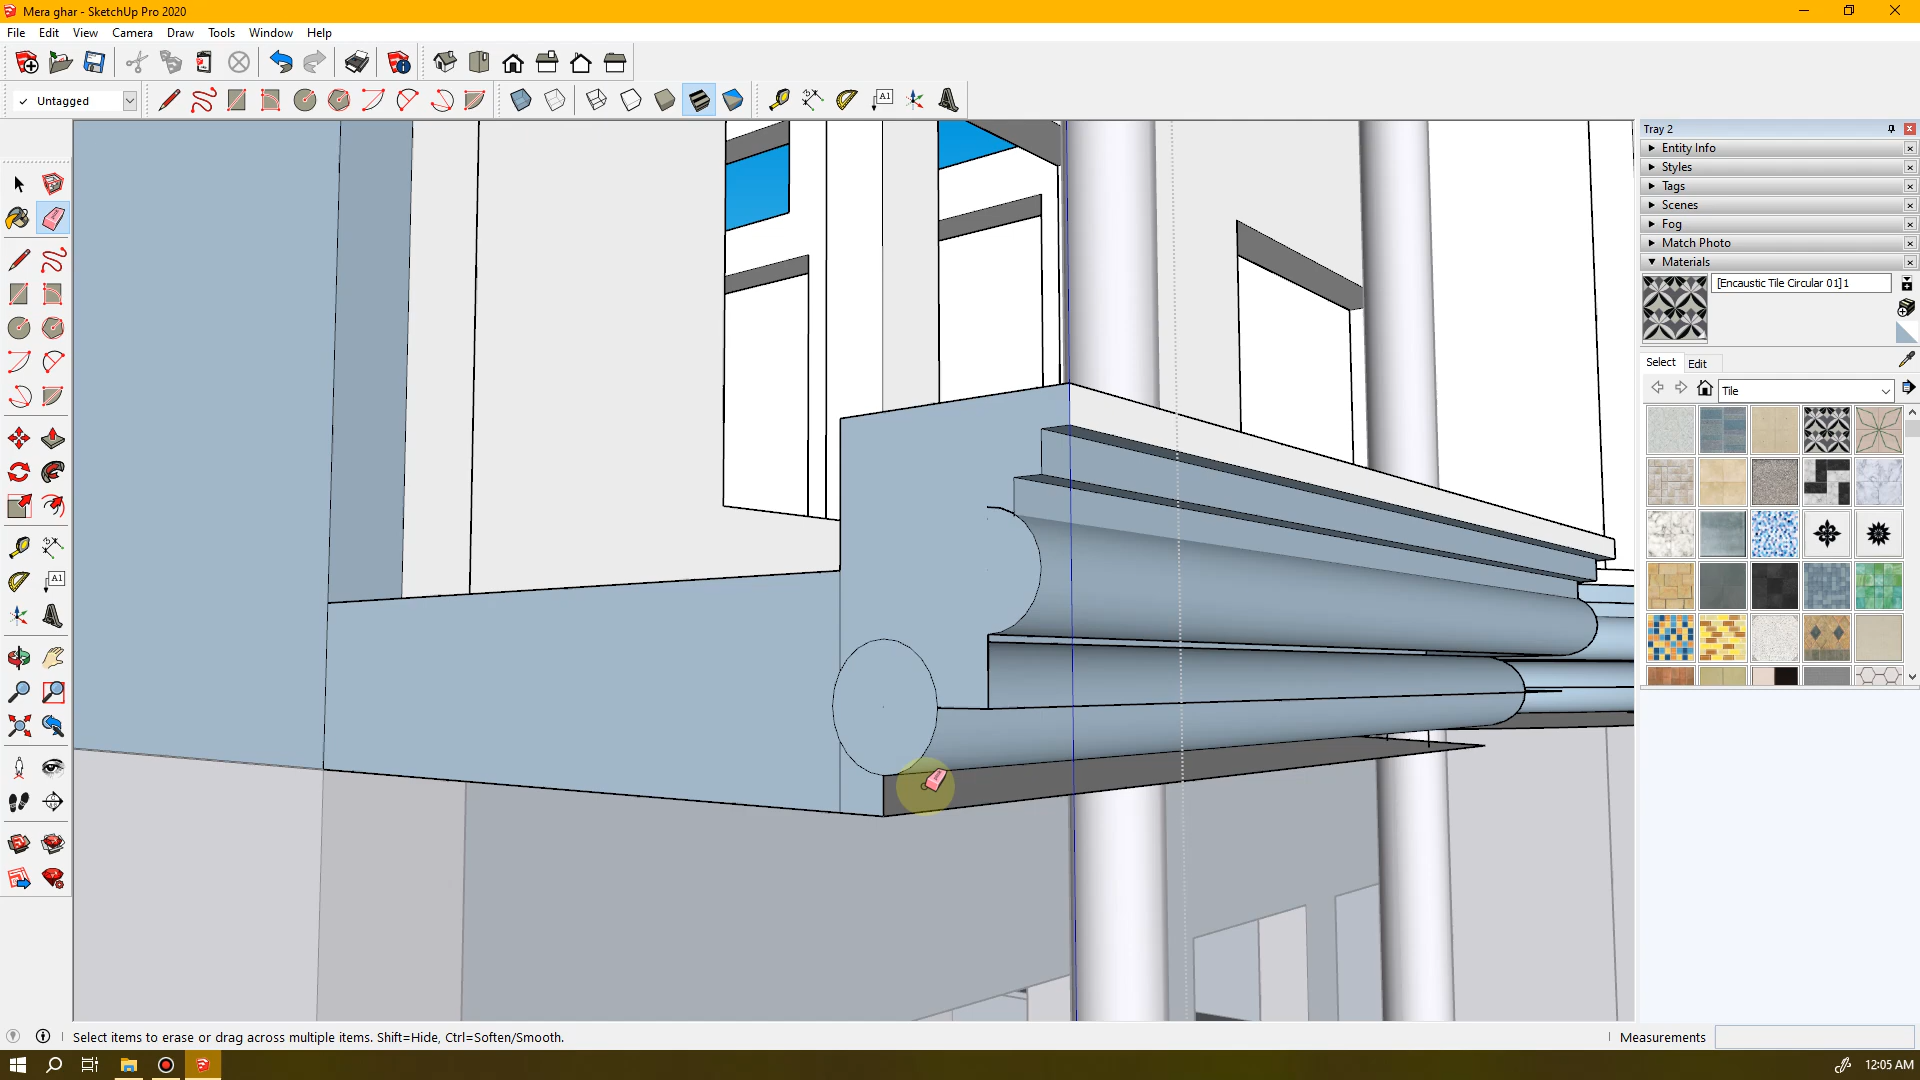 Mera ghar - SketchUp Pro 2020
File Edit View Camera Draw Tools Window Help
Untagged
A1
Tray 2
Entity Info
Styles
Tags
Scenes
Fog
Match Photo
Materials
[Encaustic Tile Circular 01]1
Select Edit
Tile
A1
Select items to erase or drag across multiple items. Shift=Hide, Ctrl=Soften/Smooth.
Measurements
12:05 AM